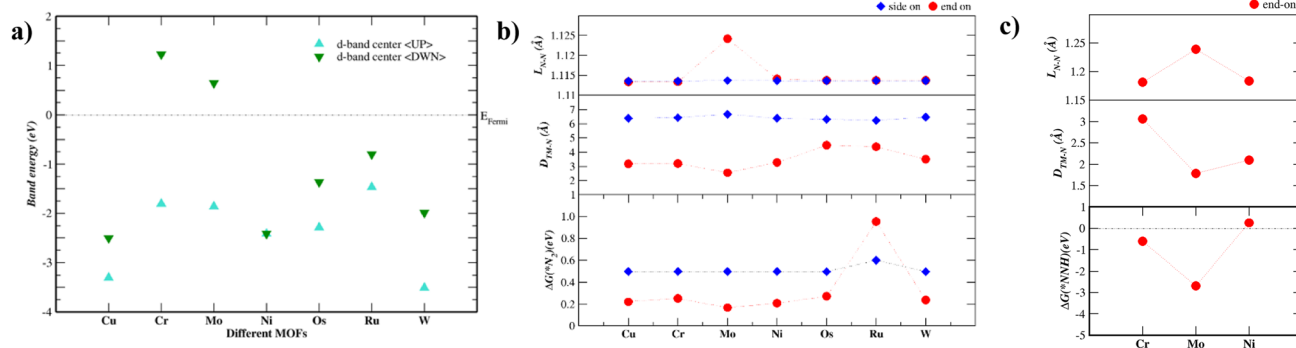 a)
d-band center <UP>
d-band center <DWN>
2
1
0
-1
-2
-3
-4
Band energy (eV)
E_Fermi
Cu Cr Mo Ni Os Ru W
Different MOFs
b)
side on end on
1.125
1.12
1.115
1.11
L_N-N (Å)
7
6
5
4
3
2
1
D_TM-N (Å)
1.0
0.8
0.6
0.4
0.2
0
ΔG(*N₂)(eV)
Cu Cr Mo Ni Os Ru W
c)
end-on
1.25
1.2
1.15
L_N-N (Å)
3
2.5
2
1.5
D_TM-N (Å)
0
-1
-2
-3
-4
-5
ΔG(*NNH)(eV)
Cr Mo Ni